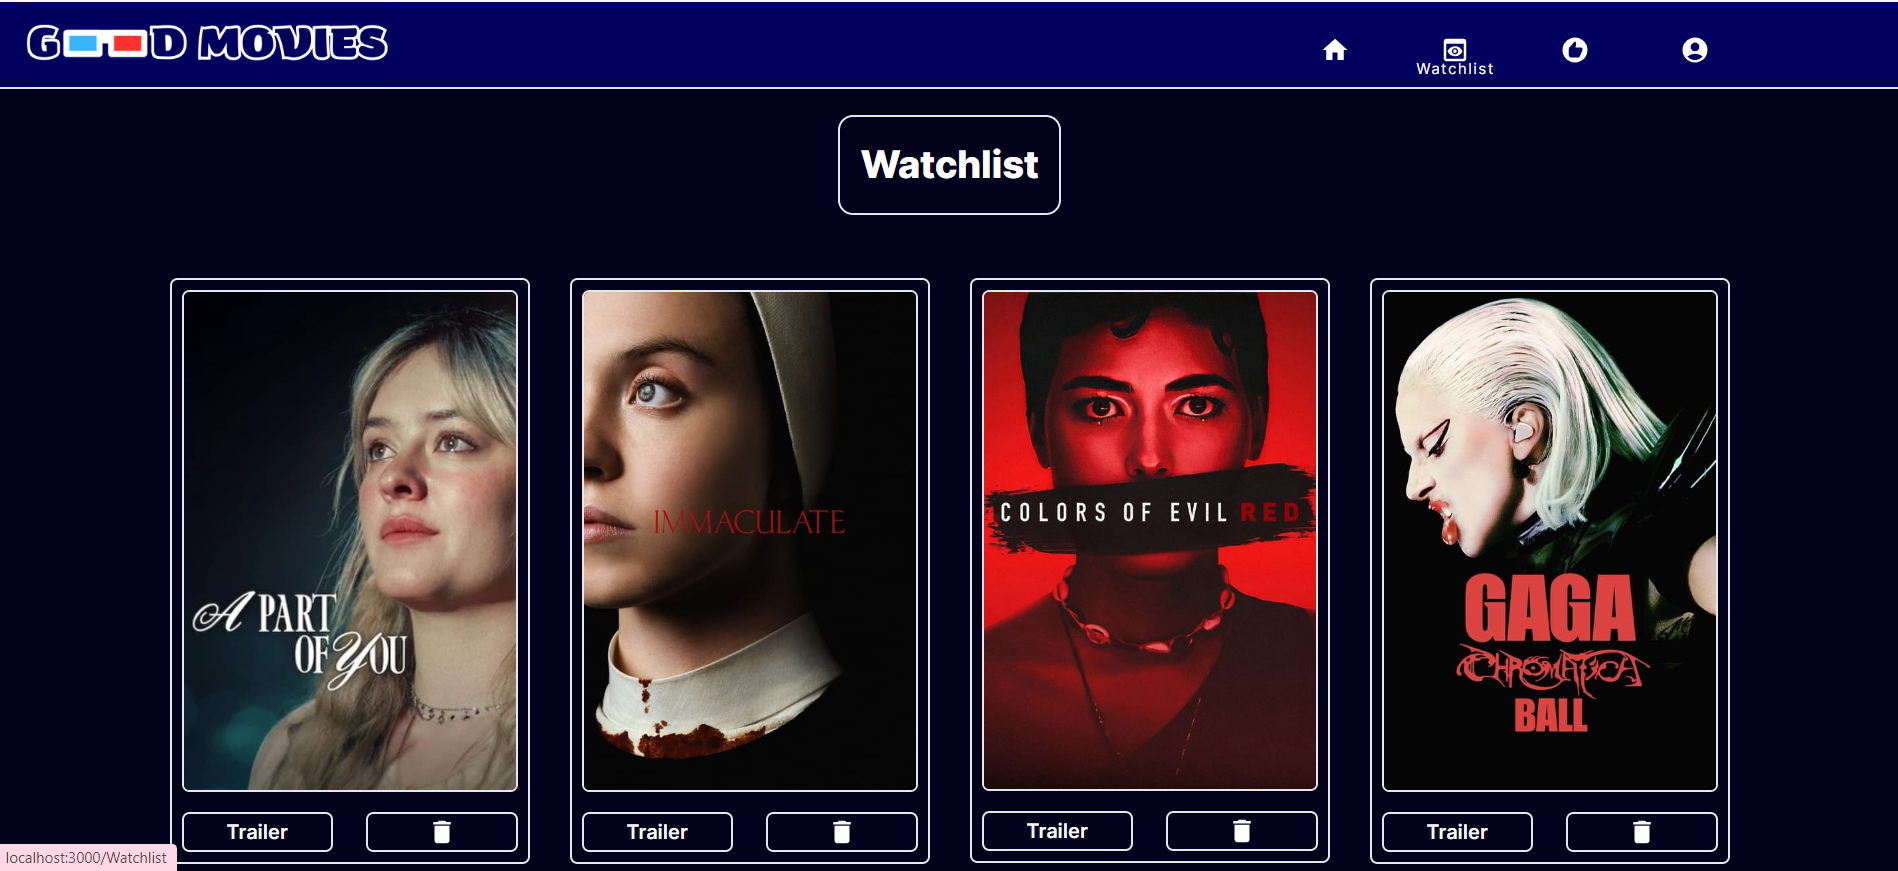 GOOD MOVIES
Watchlist
Watchlist
A PART
OF YOU
IMMACULATE
COLORS OF EVIL RED
GAGA
CHROMATICA
BALL
Trailer
Trailer
Trailer
Trailer
localhost:3000/Watchlist